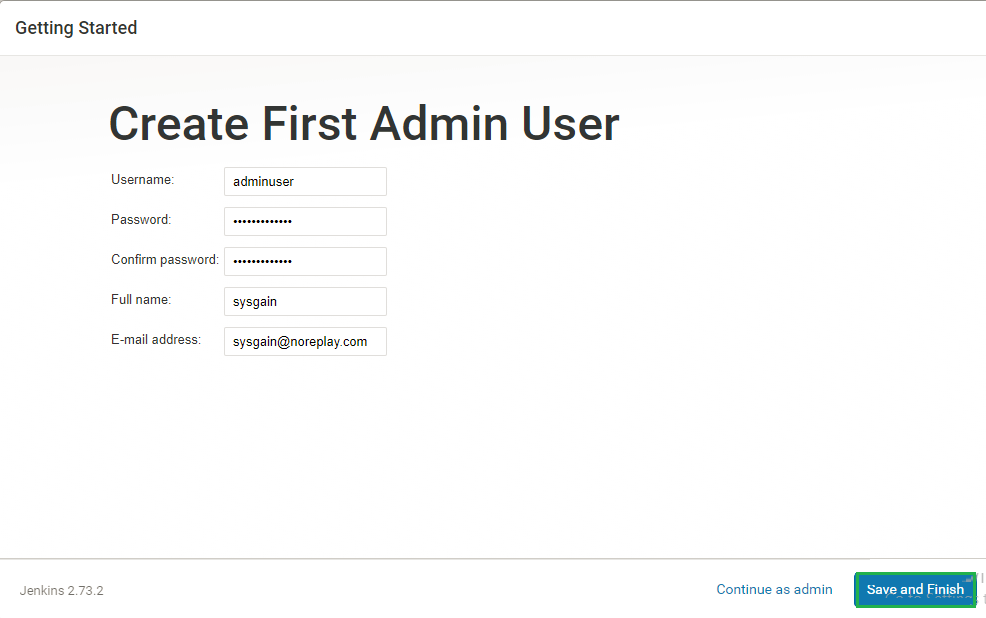 Getting Started
Create First Admin User
Username: adminuser
Password: •••••••••••••
Confirm password: •••••••••••••
Full name: sysgain
E-mail address: sysgain@noreplay.com
Jenkins 2.73.2 Continue as admin Save and Finish